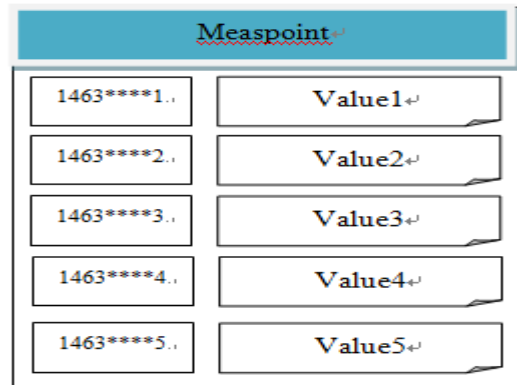 Measpoint
1463****1.
Value1
1463****2.
Value2
1463****3.
Value3
1463****4.
Value4
1463****5.
Value5